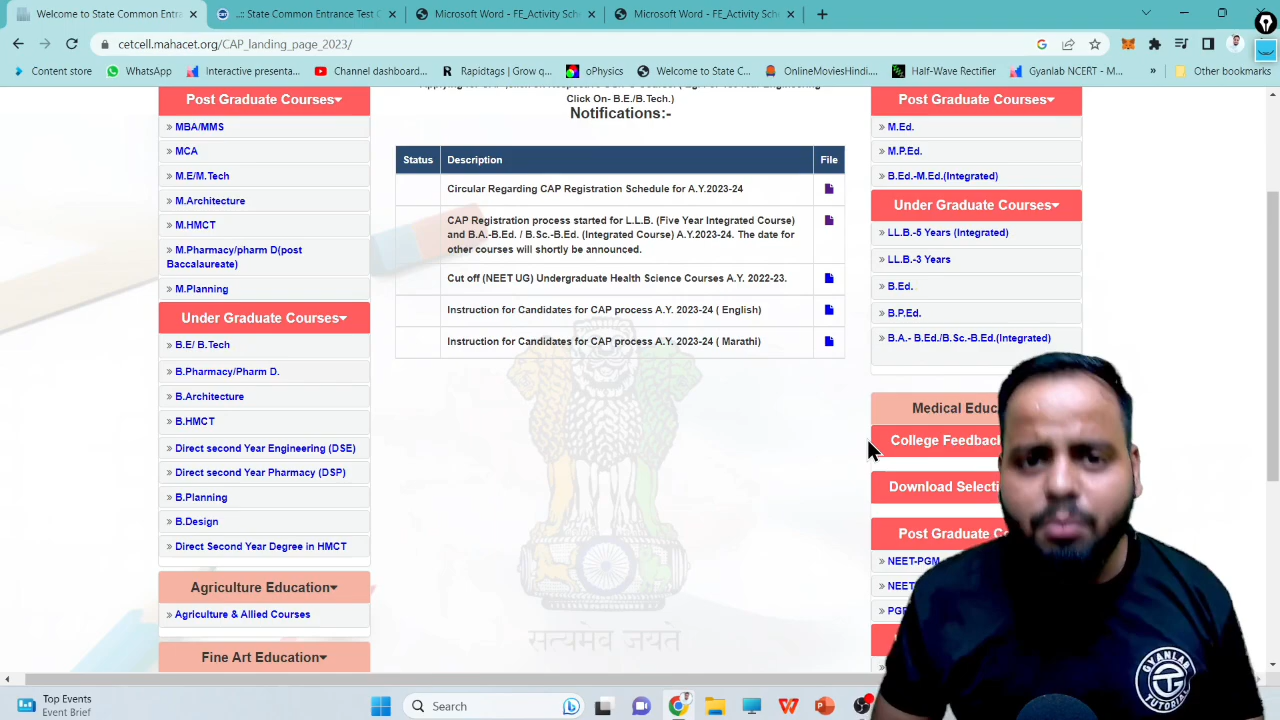 Welcome to State Common Entr
..:: State Common Entrance Test C
Microsoft Word - FE_Activity Sche
Microsoft Word - FE_Activity Sche
cetcell.mahacet.org/CAP_landing_page_2023/
Content store
WhatsApp
Interactive presenta...
Channel dashboard...
Rapidtags | Grow q...
oPhysics
Welcome to State C...
OnlineMoviesHindi...
Half-Wave Rectifier
Gyanlab NCERT - M...
»
Other bookmarks
Post Graduate Courses
» MBA/MMS
» MCA
» M.E/M.Tech
» M.Architecture
» M.HMCT
» M.Pharmacy/pharm D(post
Baccalaureate)
» M.Planning
Under Graduate Courses
» B.E/ B.Tech
» B.Pharmacy/Pharm D.
» B.Architecture
» B.HMCT
» Direct second Year Engineering (DSE)
» Direct second Year Pharmacy (DSP)
» B.Planning
» B.Design
» Direct Second Year Degree in HMCT
Agriculture Education
» Agriculture & Allied Courses
Fine Art Education
Click On- B.E./B.Tech.)
Notifications:-
Status Description File
Circular Regarding CAP Registration Schedule for A.Y.2023-24
CAP Registration process started for L.L.B. (Five Year Integrated Course)
and B.A.-B.Ed. / B.Sc.-B.Ed. (Integrated Course) A.Y.2023-24. The date for
other courses will shortly be announced.
Cut off (NEET UG) Undergraduate Health Science Courses A.Y. 2022-23.
Instruction for Candidates for CAP process A.Y. 2023-24 ( English)
Instruction for Candidates for CAP process A.Y. 2023-24 ( Marathi)
सत्यमेव जयते
Post Graduate Courses
» M.Ed.
» M.P.Ed.
» B.Ed.-M.Ed.(Integrated)
Under Graduate Courses
» LL.B.-5 Years (Integrated)
» LL.B.-3 Years
» B.Ed.
» B.P.Ed.
» B.A.- B.Ed./B.Sc.-B.Ed.(Integrated)
Medical Educ
College Feedback
Download Selecti
Post Graduate Co
» NEET-PGM
» NEET
» PG
GYANLAB
TUTORIAL
Top Events
Event Brief
Search